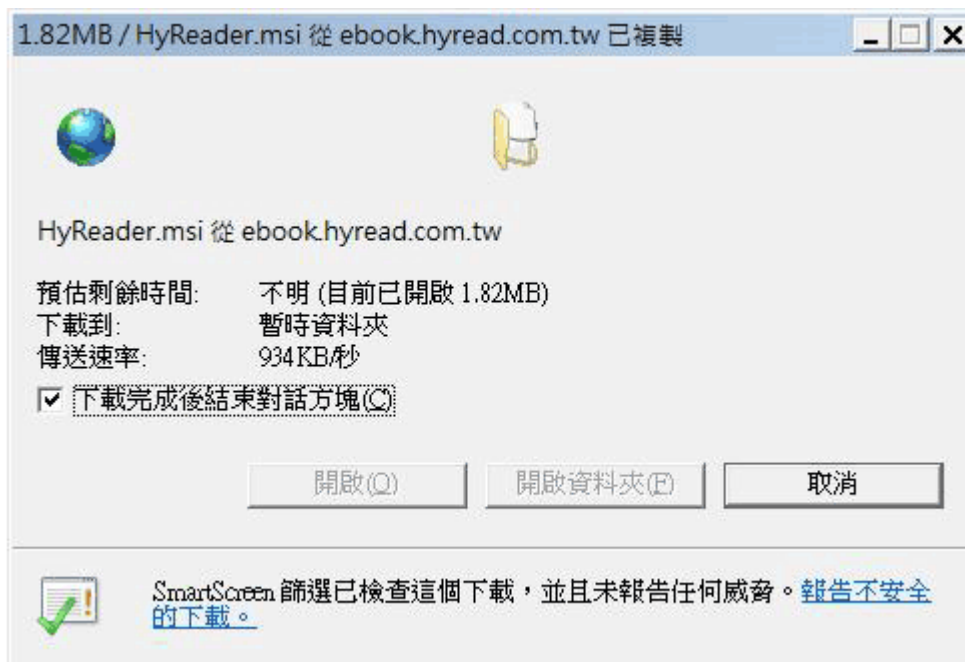 1.82MB / HyReader.msi 從 ebook.hyread.com.tw 已複製
HyReader.msi 從 ebook.hyread.com.tw
預估剩餘時間: 不明 (目前已開啟 1.82MB)
下載到: 暫時資料夾
傳送速率: 934KB/秒
下載完成後結束對話方塊(C)
開啟(O) 開啟資料夾(F) 取消
SmartScreen 篩選已檢查這個下載，並且未報告任何威脅。報告不安全
的下載。